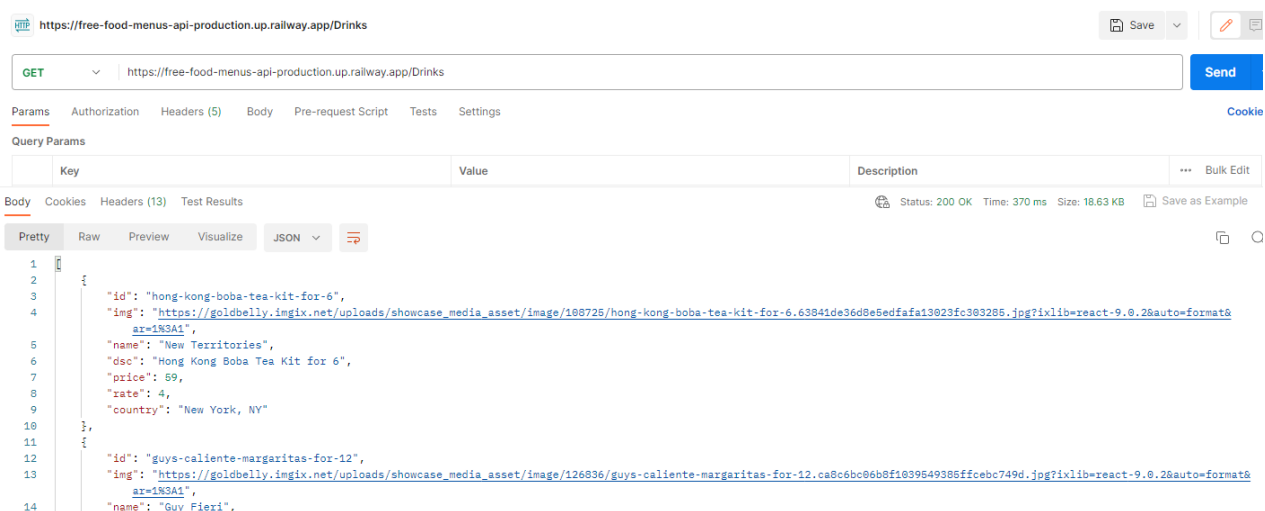 HTTP https://free-food-menus-api-production.up.railway.app/Drinks Save
GET https://free-food-menus-api-production.up.railway.app/Drinks Send
Params Authorization Headers (5) Body Pre-request Script Tests Settings Cookie
Query Params
Key Value Description ••• Bulk Edit
Body Cookies Headers (13) Test Results Status: 200 OK Time: 370 ms Size: 18.63 KB Save as Example
Pretty Raw Preview Visualize JSON
1 [
2 {
3 "id": "hong-kong-boba-tea-kit-for-6",
4 "img": "https://goldbelly.imgix.net/uploads/showcase_media_asset/image/108725/hong-kong-boba-tea-kit-for-6.63841de36d8e5edfafa13023fc303285.jpg?ixlib=react-9.0.2&auto=format&
ar=1%3A1",
5 "name": "New Territories",
6 "dsc": "Hong Kong Boba Tea Kit for 6",
7 "price": 59,
8 "rate": 4,
9 "country": "New York, NY"
10 },
11 {
12 "id": "guys-caliente-margaritas-for-12",
13 "img": "https://goldbelly.imgix.net/uploads/showcase_media_asset/image/126836/guys-caliente-margaritas-for-12.ca8c6bc06b8f1039549385ffcebc749d.jpg?ixlib=react-9.0.2&auto=format&
ar=1%3A1",
14 "name": "Guy Fieri",